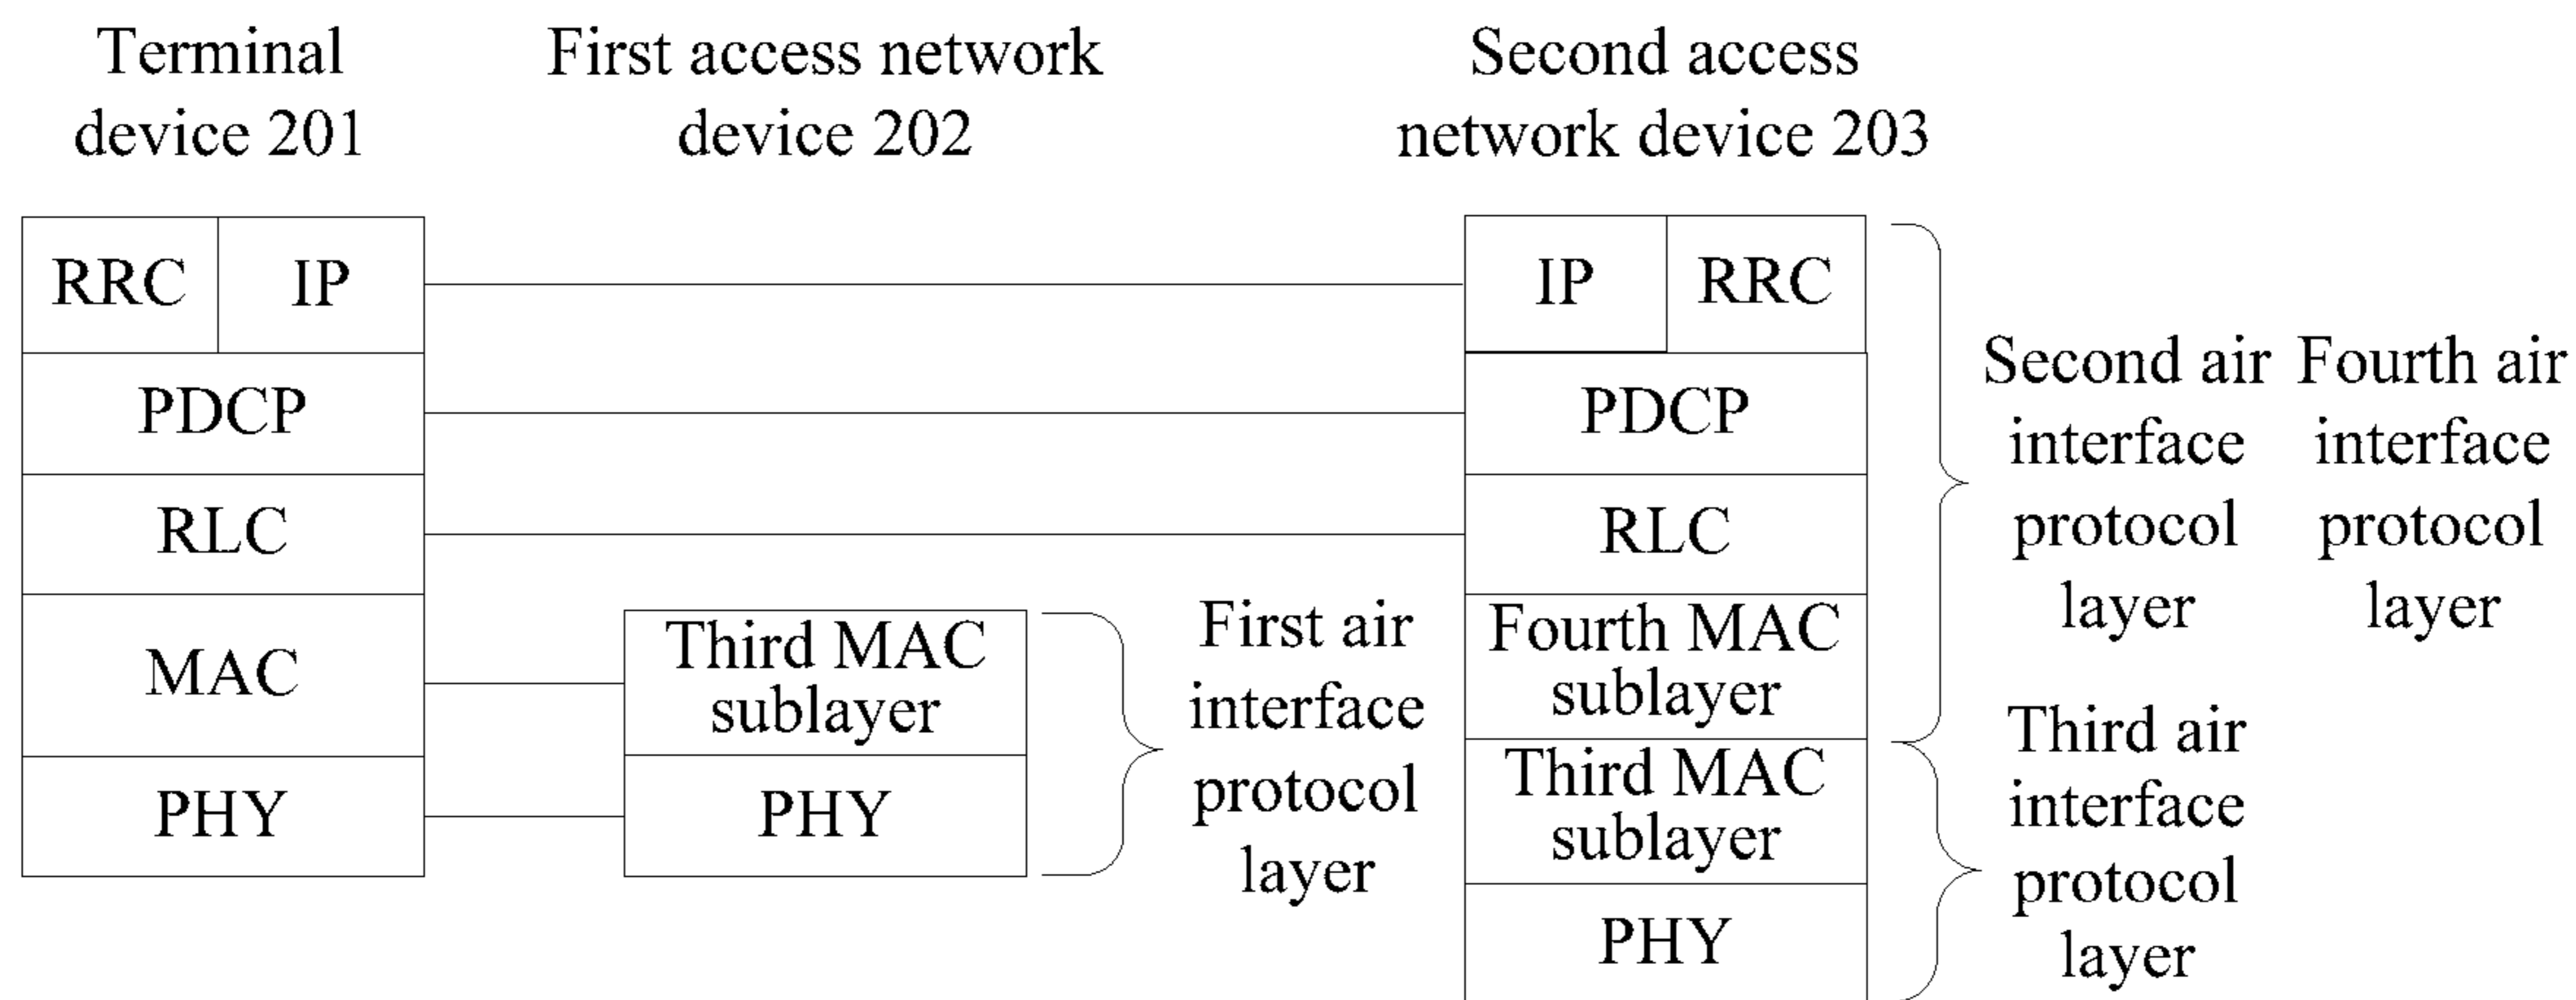 Terminal
device 201
First access network
device 202
Second access
network device 203
RRC
IP
PDCP
RLC
MAC
PHY
Third MAC
sublayer
PHY
First air
interface
protocol
layer
IP
RRC
PDCP
RLC
Fourth MAC
sublayer
Third MAC
sublayer
PHY
Second air
interface
protocol
layer
Fourth air
interface
protocol
layer
Third air
interface
protocol
layer